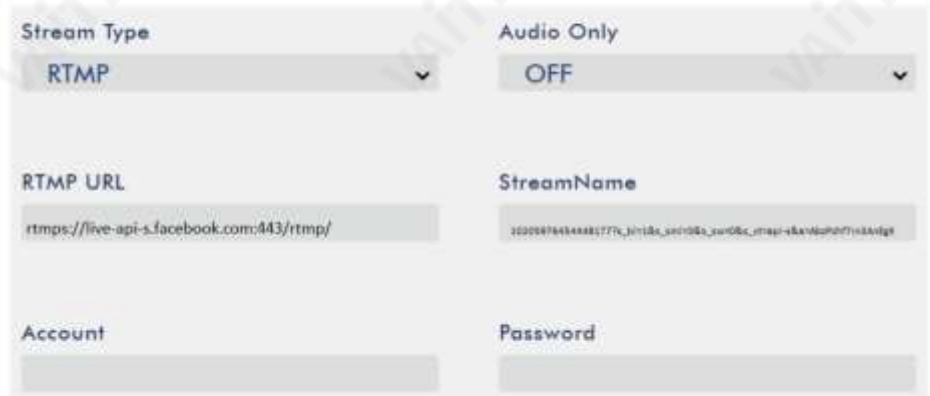 Stream Type
Audio Only
RTMP
OFF
RTMP URL
StreamName
rtmps://live-api-s.facebook.com:443/rtmp/
Account
Password